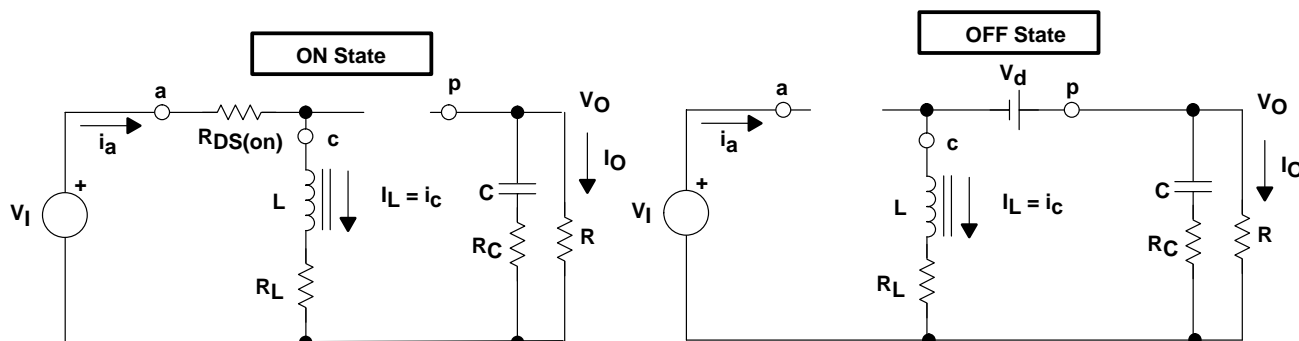 ON State
a
p
VO
RDS(on)
c
ia
IO
+
VI
L
IL = ic
C
RC
R
RL
OFF State
Vd
a
p
VO
c
ia
IO
+
VI
L
IL = ic
C
RC
R
RL